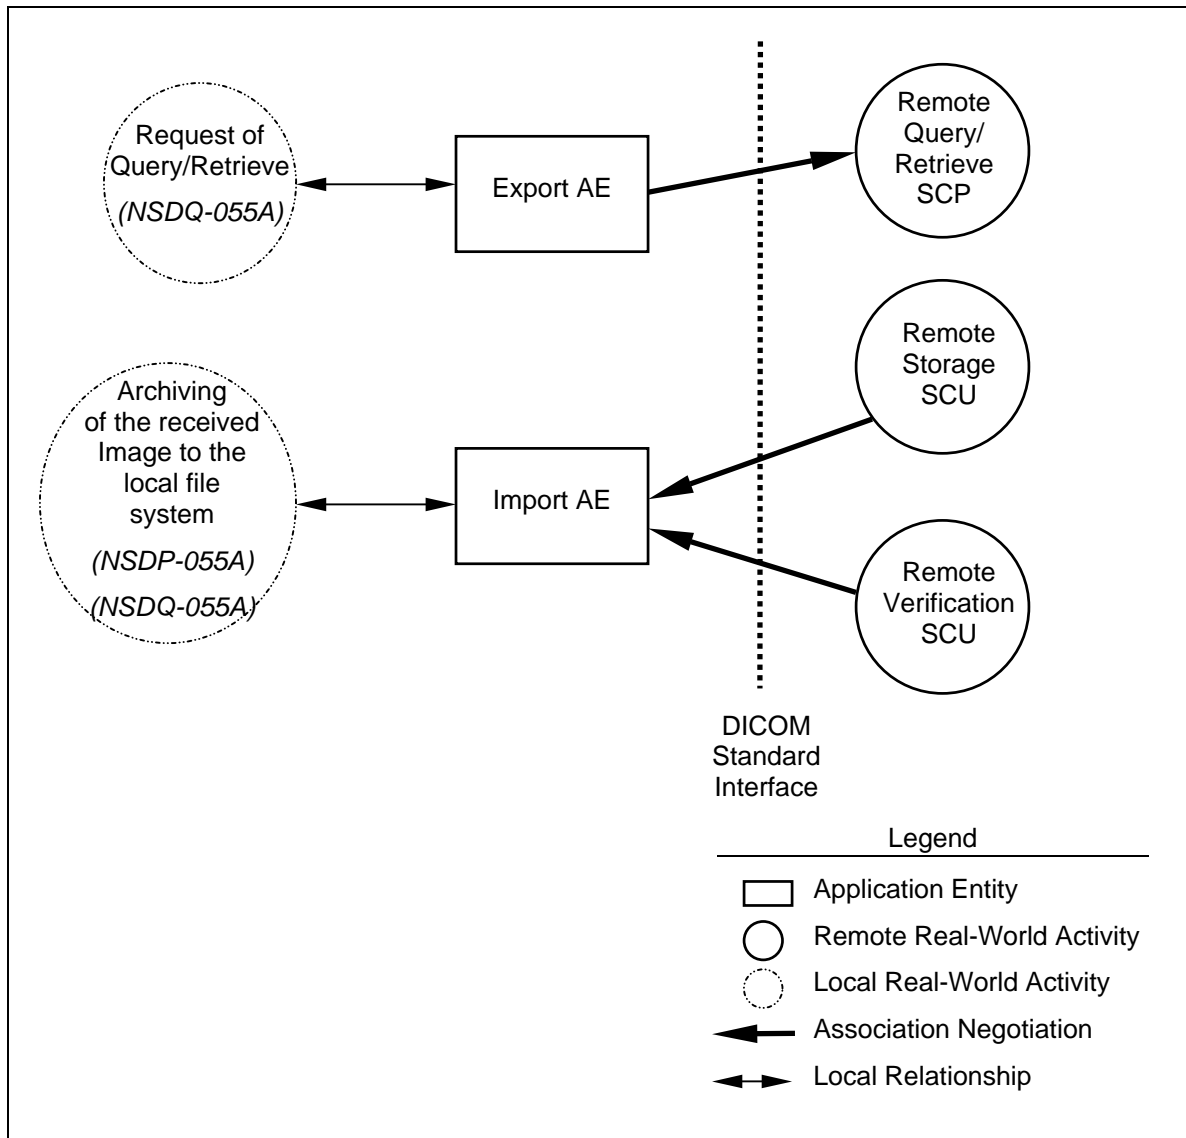 Request of
Query/Retrieve
(NSDQ-055A)
Export AE
Remote
Query/
Retrieve
SCP
Archiving
of the received
Image to the
local file
system
(NSDP-055A)
(NSDQ-055A)
Import AE
Remote
Storage
SCU
Remote
Verification
SCU
DICOM
Standard
Interface
Legend
Application Entity
Remote Real-World Activity
Local Real-World Activity
Association Negotiation
Local Relationship